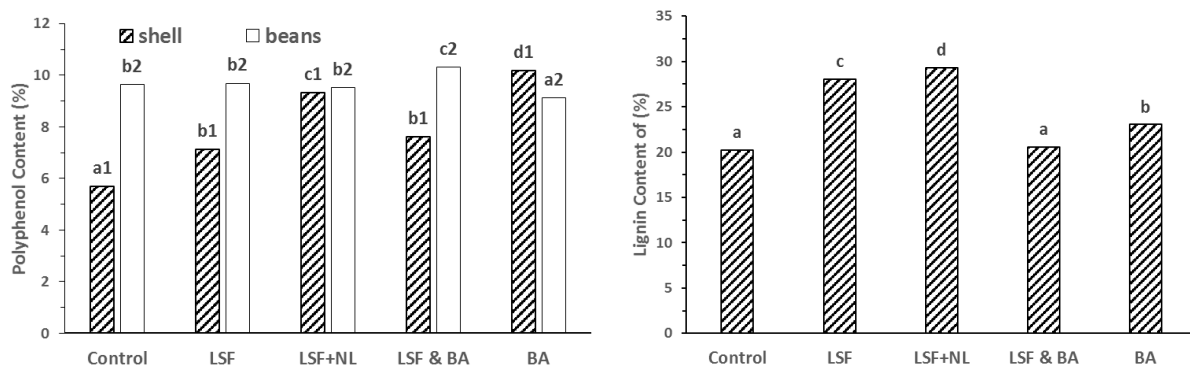 Polyphenol Content (%)
12
10
8
6
4
2
0
shell
beans
a1
b2
b1
b2
c1
b2
b1
c2
d1
a2
Control
LSF
LSF+NL
LSF & BA
BA
Lignin Content of (%)
35
30
25
20
15
10
5
0
a
c
d
a
b
Control
LSF
LSF+NL
LSF & BA
BA